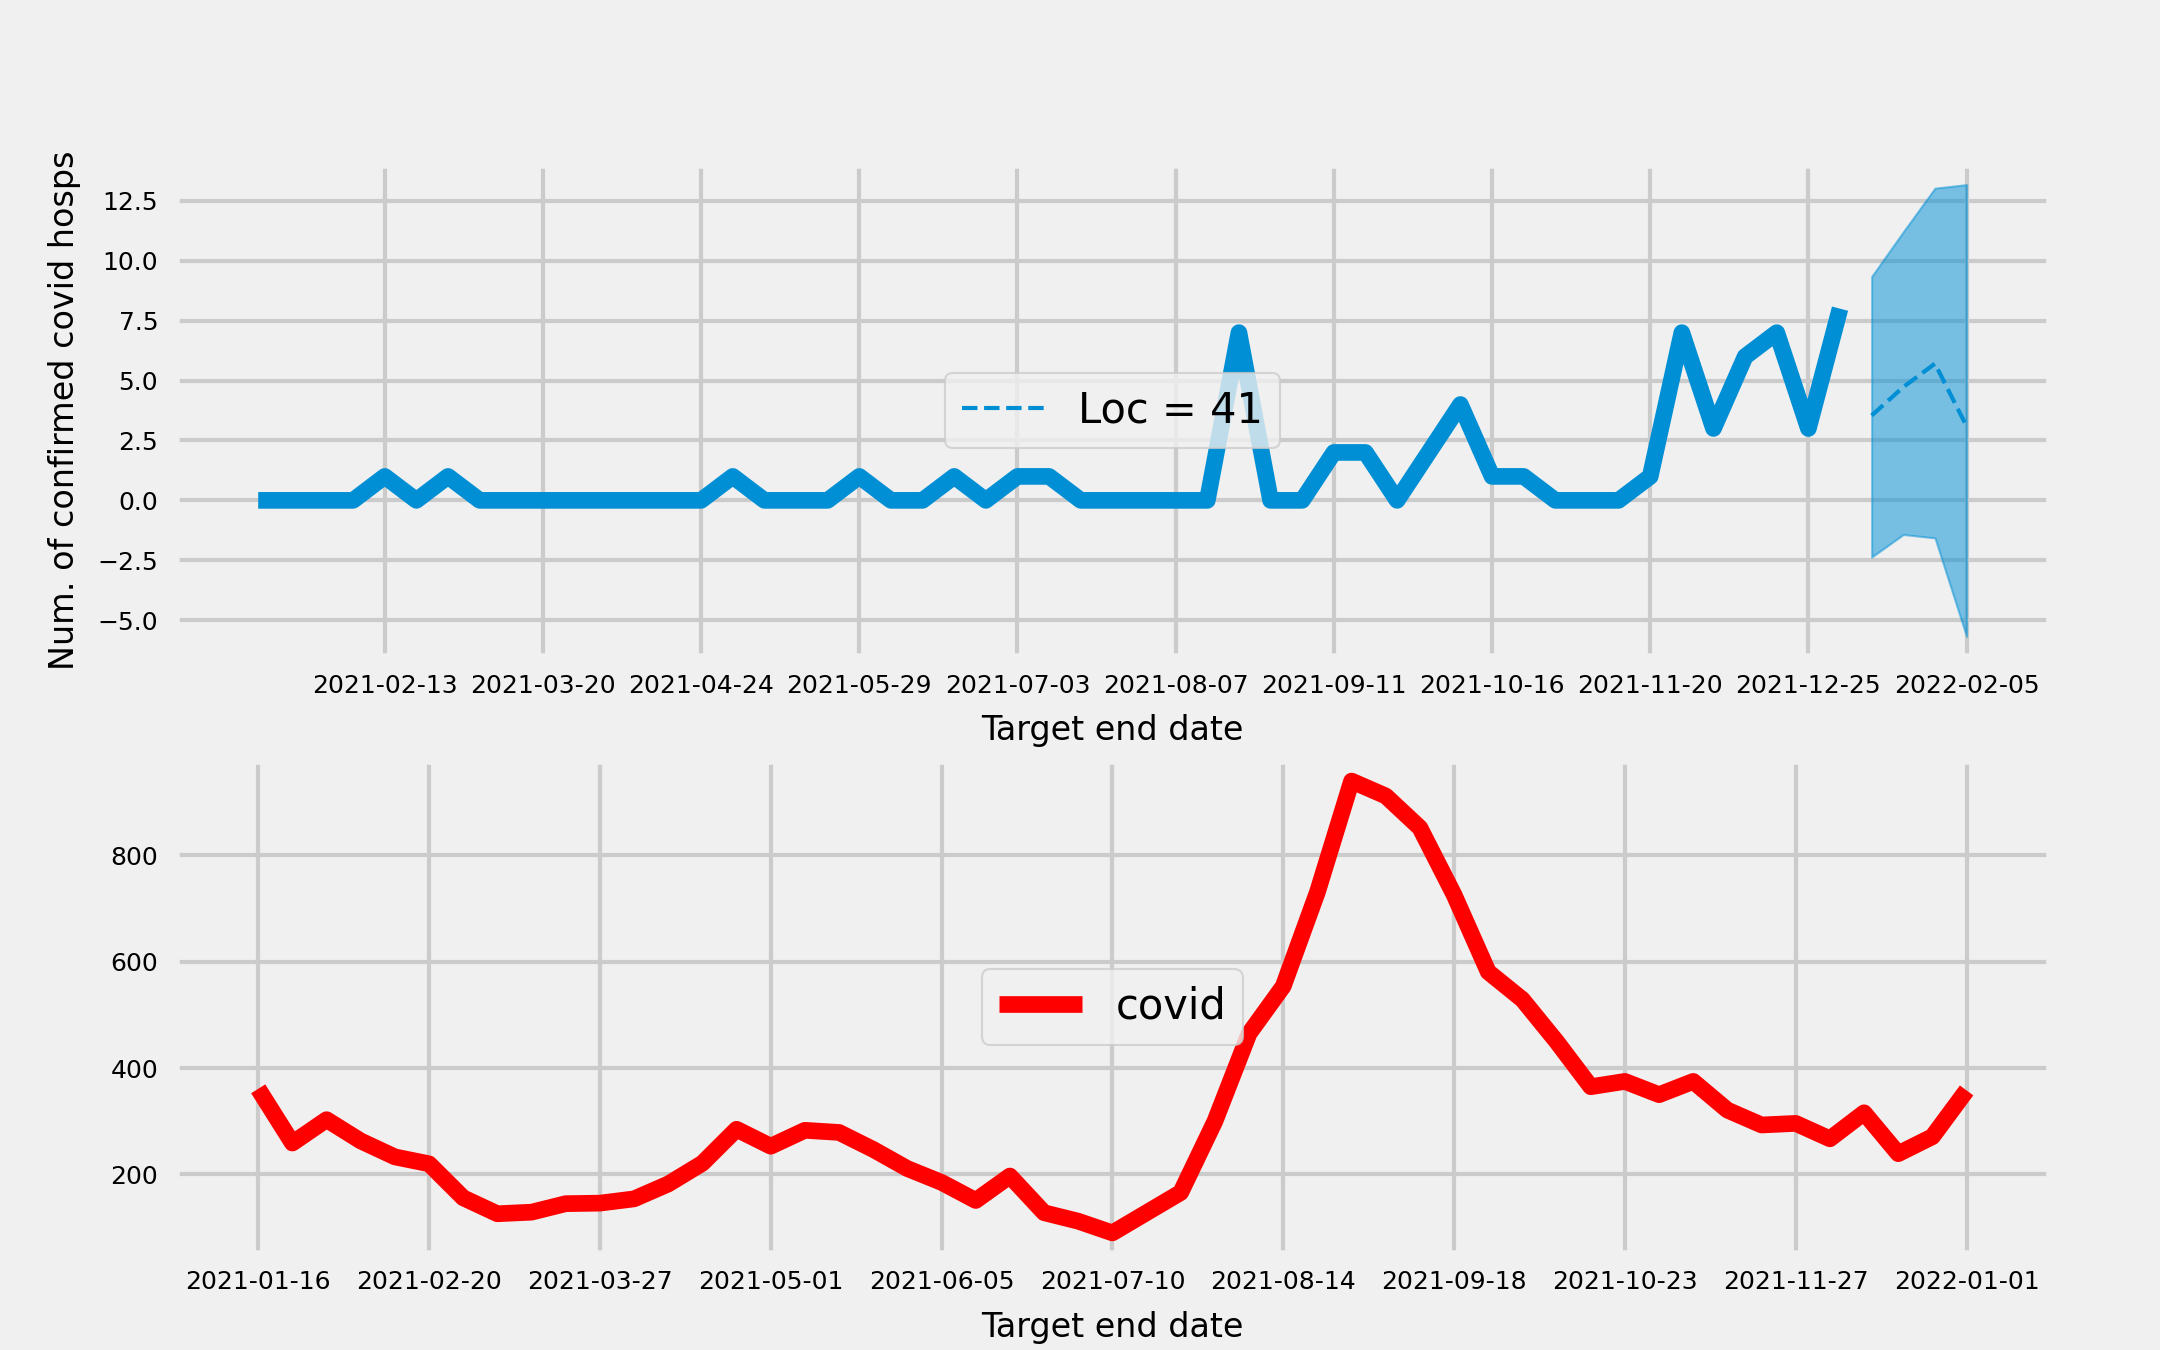 Num. of confirmed covid hosps
12.5
10.0
7.5
5.0
2.5
0.0
−2.5
−5.0
Loc = 41
2021-02-13 2021-03-20 2021-04-24 2021-05-29 2021-07-03 2021-08-07 2021-09-11 2021-10-16 2021-11-20 2021-12-25 2022-02-05
Target end date
800
600
400
200
covid
2021-01-16 2021-02-20 2021-03-27 2021-05-01 2021-06-05 2021-07-10 2021-08-14 2021-09-18 2021-10-23 2021-11-27 2022-01-01
Target end date